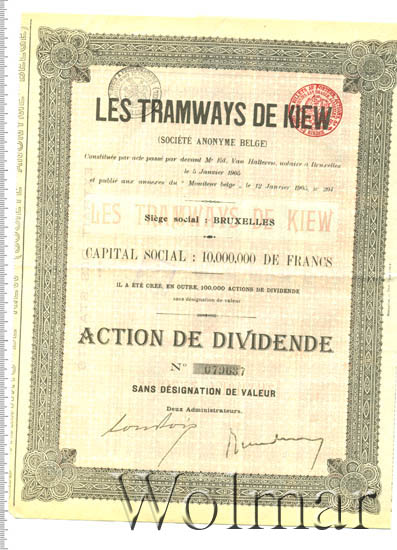 LES TRAMWAYS DE KIEW
(SOCIÉTÉ ANONYME BELGE)
Constituée par acte passé par devant Me Ed. Van Halteren, notaire à Bruxelles
le 5 Janvier 1905
et publié aux annexes du "Moniteur belge", le 12 Janvier 1905, no 204
LES TRAMWAYS DE KIEW
Siège social : BRUXELLES
CAPITAL SOCIAL : 10,000,000 DE FRANCS
IL A ÉTÉ CRÉÉ, EN OUTRE, 100,000 ACTIONS DE DIVIDENDE
sans désignation de valeur
ACTION DE DIVIDENDE
No 079637
SANS DÉSIGNATION DE VALEUR
Deux Administrateurs.
Wolmar